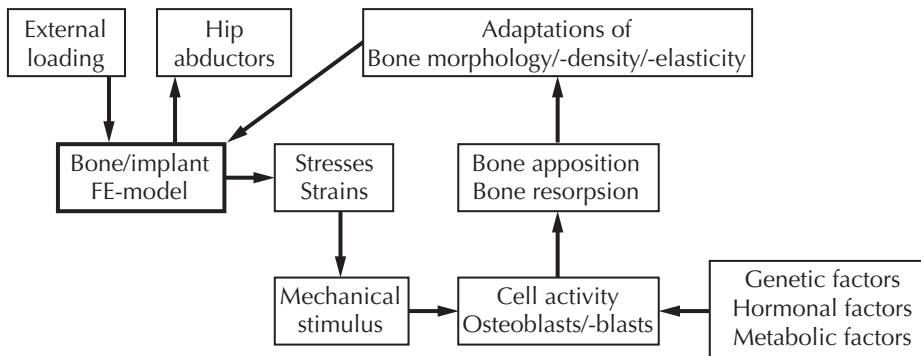 External
loading
Hip
abductors
Adaptations of
Bone morphology/-density/-elasticity
Bone/implant
FE-model
Stresses
Strains
Bone apposition
Bone resorpsion
Mechanical
stimulus
Cell activity
Osteoblasts/-blasts
Genetic factors
Hormonal factors
Metabolic factors